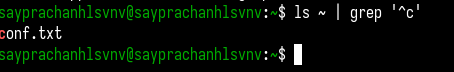 sayprachanhlsvnv@sayprachanhlsvnv:~$ ls ~ | grep '^c'
conf.txt
sayprachanhlsvnv@sayprachanhlsvnv:~$